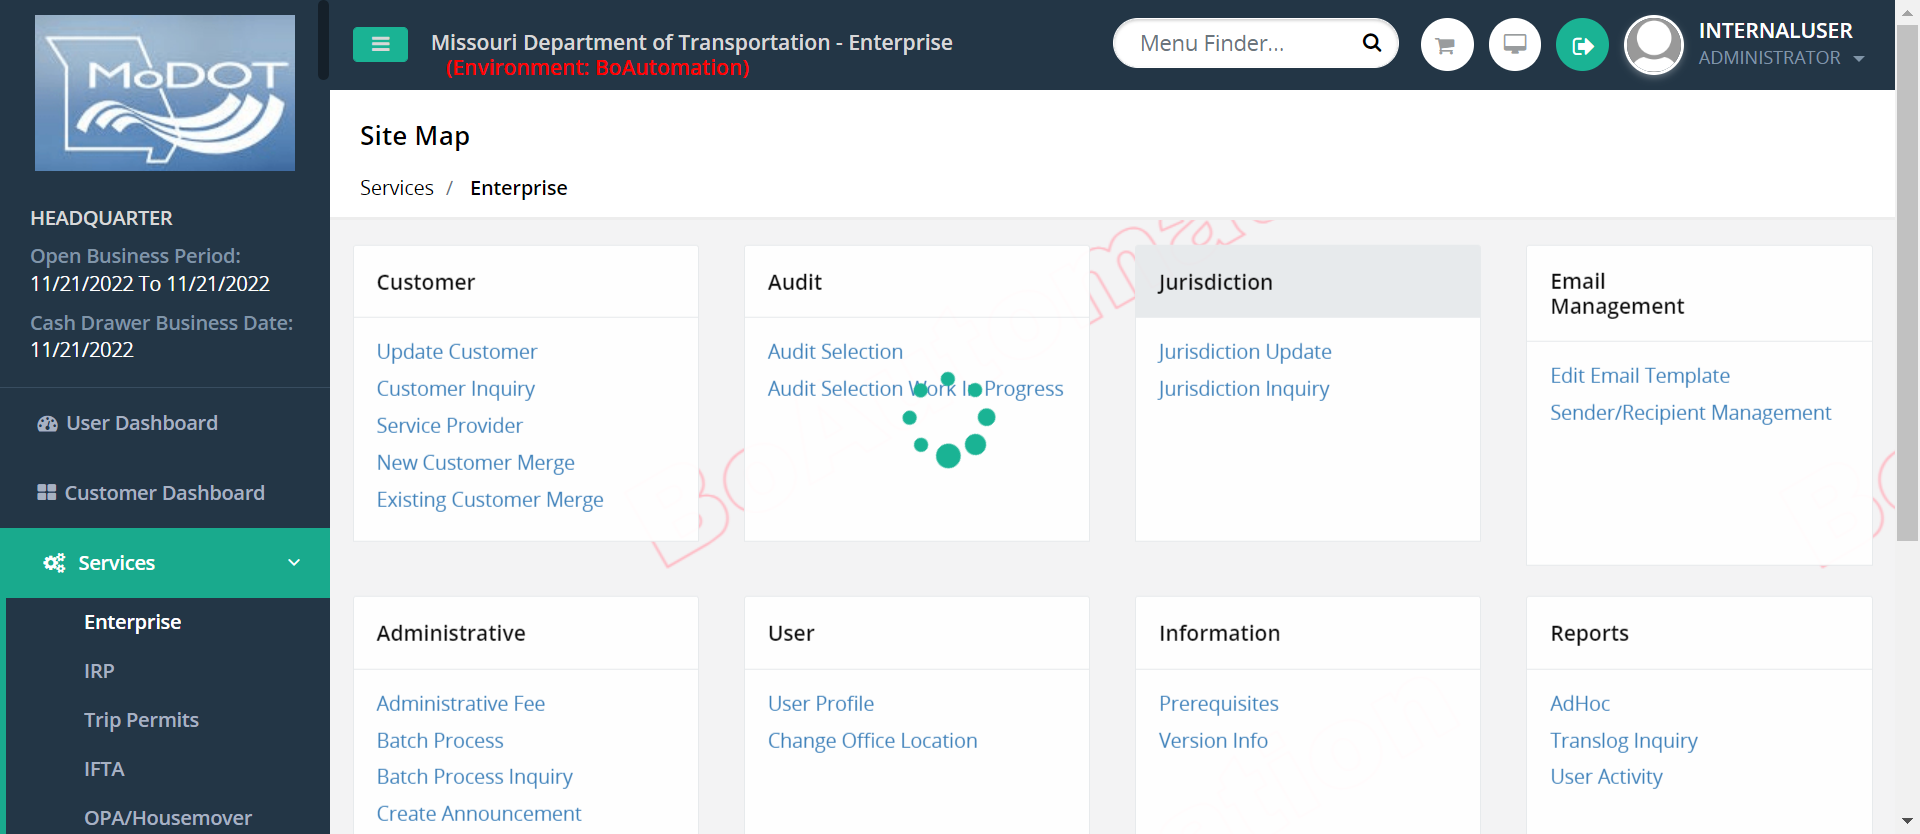 MoDOT
HEADQUARTER
Open Business Period:
11/21/2022 To 11/21/2022
Cash Drawer Business Date:
11/21/2022
User Dashboard
Customer Dashboard
Services
Enterprise
IRP
Trip Permits
IFTA
OPA/Housemover
Missouri Department of Transportation - Enterprise
(Environment: BoAutomation)
Menu Finder...
INTERNALUSER
ADMINISTRATOR
Site Map
Services / Enterprise
Customer
Update Customer
Customer Inquiry
Service Provider
New Customer Merge
Existing Customer Merge
Audit
Audit Selection
Audit Selection Work In Progress
Jurisdiction
Jurisdiction Update
Jurisdiction Inquiry
Email
Management
Edit Email Template
Sender/Recipient Management
Administrative
Administrative Fee
Batch Process
Batch Process Inquiry
Create Announcement
User
User Profile
Change Office Location
Information
Prerequisites
Version Info
Reports
AdHoc
Translog Inquiry
User Activity